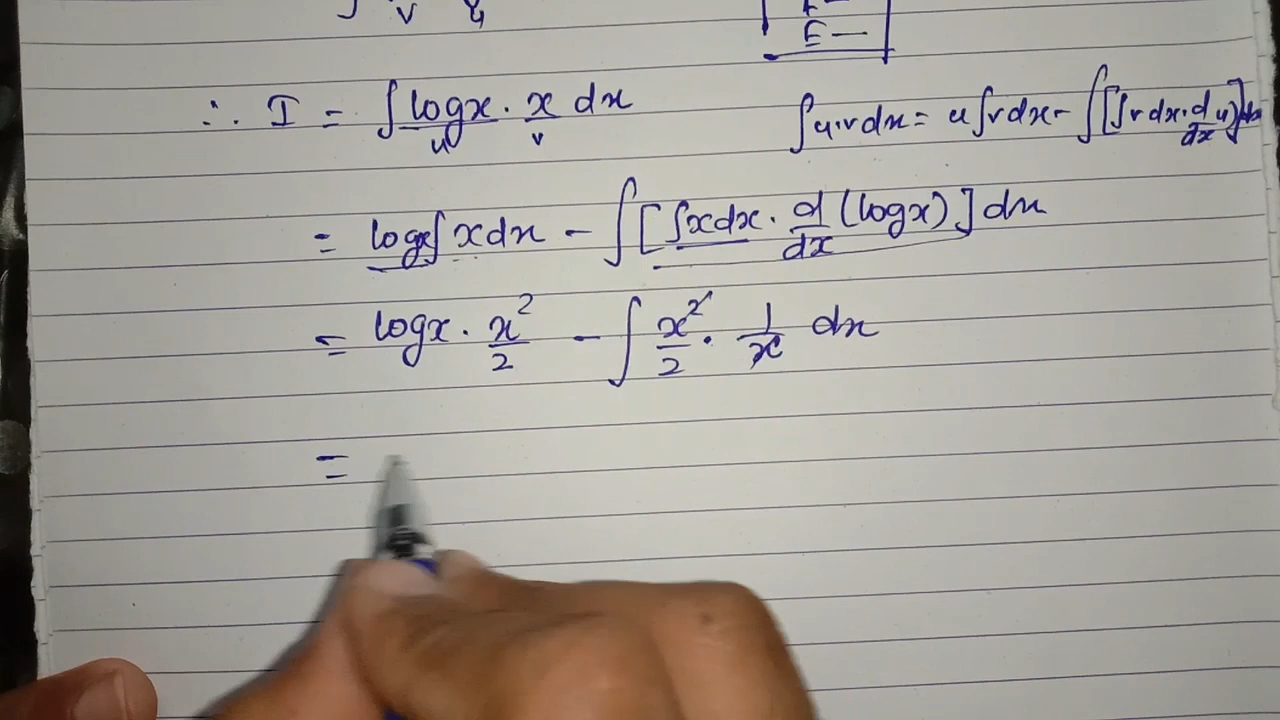 ∫ v u
E —
∴ I = ∫ logx · x dx
u v
∫u·v dx = u∫v dx - ∫[∫v dx · d/dx u] dx
= logx∫ x dx - ∫[∫x dx · d/dx (logx)] dx
= logx · x²/2 - ∫ x²/2 · 1/x dx
=